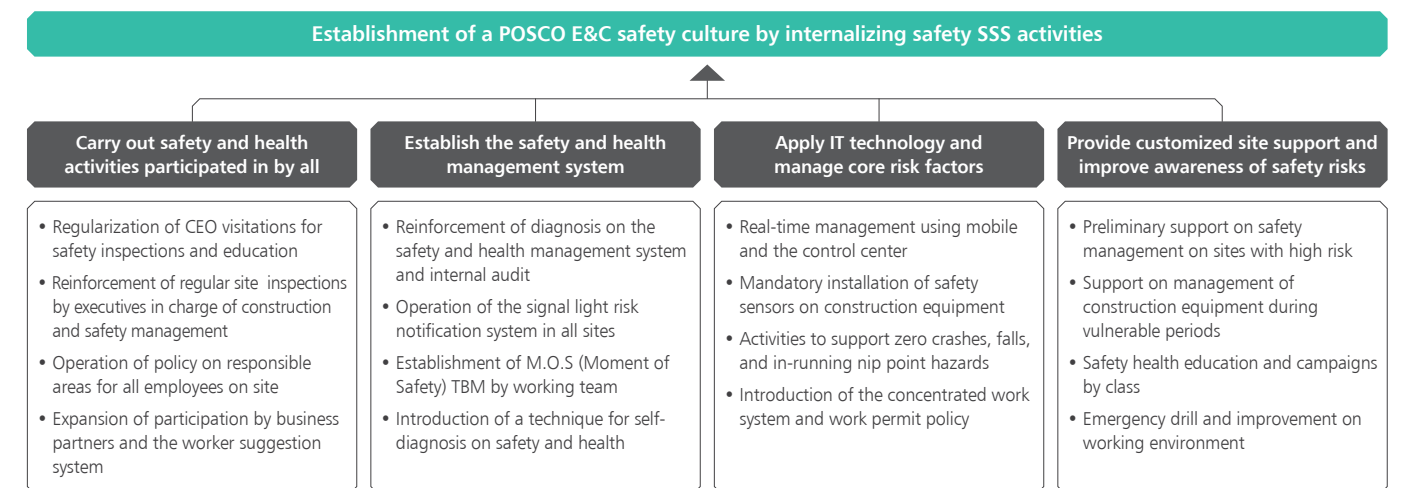 Establishment of a POSCO E&C safety culture by internalizing safety SSS activities
Carry out safety and health
activities participated in by all
• Regularization of CEO visitations for
safety inspections and education
• Reinforcement of regular site inspections
by executives in charge of construction
and safety management
• Operation of policy on responsible
areas for all employees on site
• Expansion of participation by business
partners and the worker suggestion
system
Establish the safety and health
management system
• Reinforcement of diagnosis on the
safety and health management system
and internal audit
• Operation of the signal light risk
notification system in all sites
• Establishment of M.O.S (Moment of
Safety) TBM by working team
• Introduction of a technique for self-
diagnosis on safety and health
Apply IT technology and
manage core risk factors
• Real-time management using mobile
and the control center
• Mandatory installation of safety
sensors on construction equipment
• Activities to support zero crashes, falls,
and in-running nip point hazards
• Introduction of the concentrated work
system and work permit policy
Provide customized site support and
improve awareness of safety risks
• Preliminary support on safety
management on sites with high risk
• Support on management of
construction equipment during
vulnerable periods
• Safety health education and campaigns
by class
• Emergency drill and improvement on
working environment